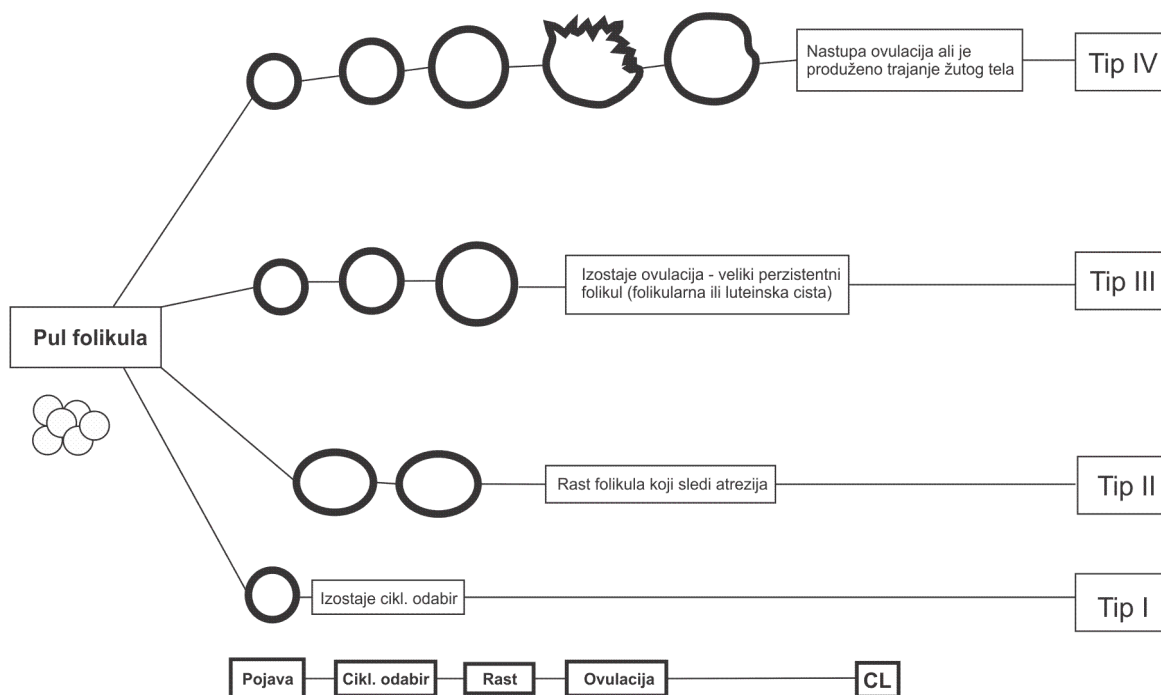 Nastupa ovulacija ali je
produženo trajanje žutog tela
Tip IV
Izostaje ovulacija - veliki perzistentni
folikul (folikularna ili luteinska cista)
Tip III
Pul folikula
Rast folikula koji sledi atrezija
Tip II
Izostaje cikl. odabir
Tip I
Pojava
Cikl. odabir
Rast
Ovulacija
CL